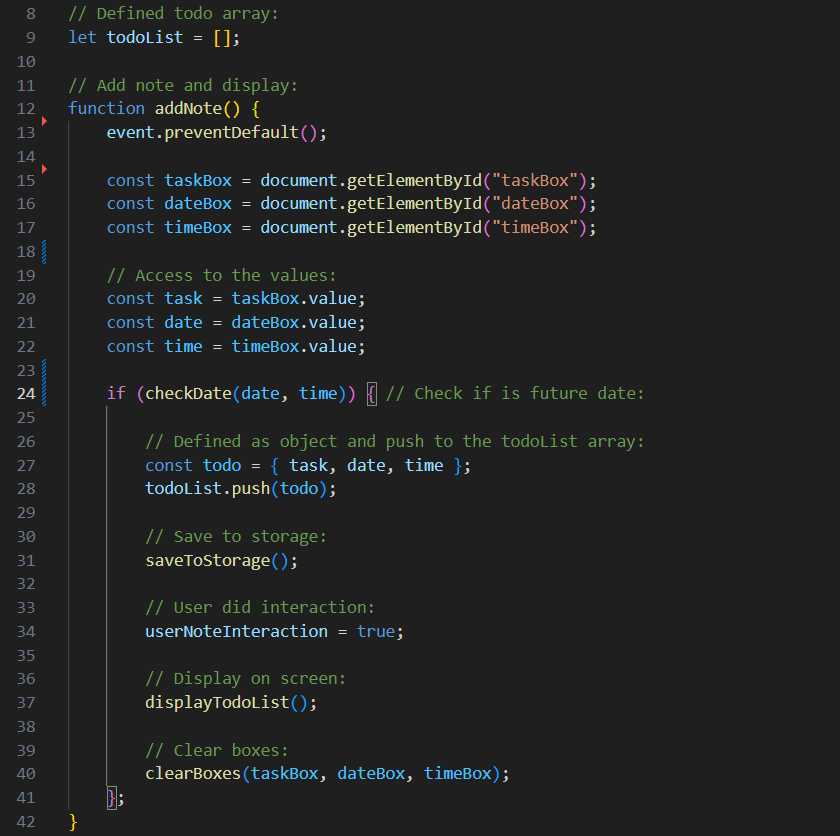 8 // Defined todo array:
9 let todoList = [];
10
11 // Add note and display:
12 function addNote() {
13     event.preventDefault();
14
15     const taskBox = document.getElementById("taskBox");
16     const dateBox = document.getElementById("dateBox");
17     const timeBox = document.getElementById("timeBox");
18
19     // Access to the values:
20     const task = taskBox.value;
21     const date = dateBox.value;
22     const time = timeBox.value;
23
24     if (checkDate(date, time)) { // Check if is future date:
25
26         // Defined as object and push to the todoList array:
27         const todo = { task, date, time };
28         todoList.push(todo);
29
30         // Save to storage:
31         saveToStorage();
32
33         // User did interaction:
34         userNoteInteraction = true;
35
36         // Display on screen:
37         displayTodoList();
38
39         // Clear boxes:
40         clearBoxes(taskBox, dateBox, timeBox);
41     };
42 }